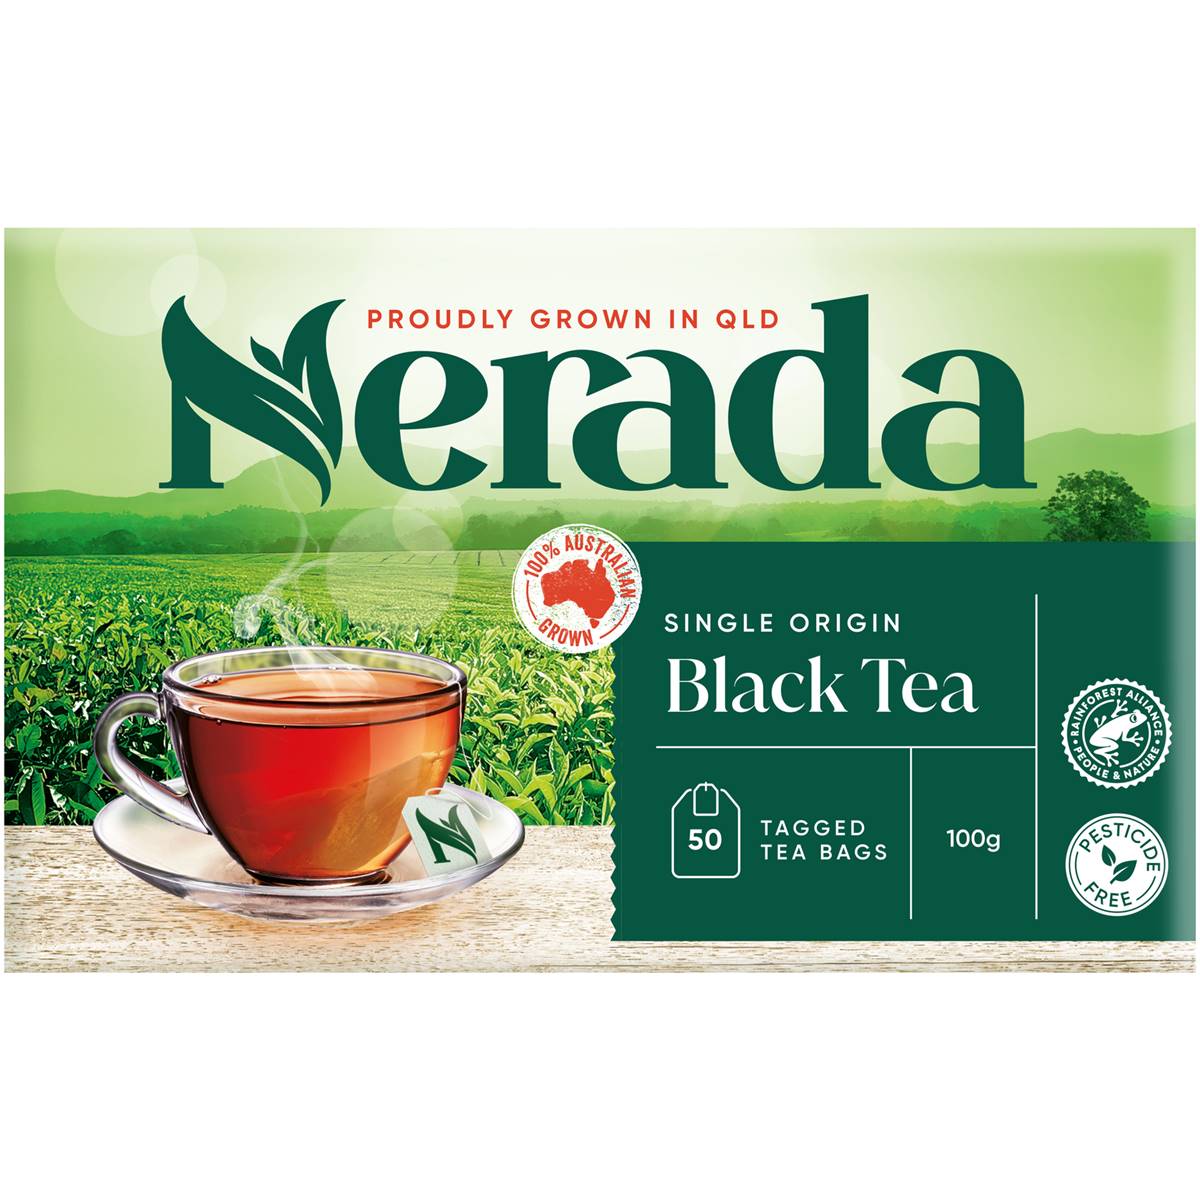 PROUDLY GROWN IN QLD
Nerada
100% AUSTRALIAN
GROWN
SINGLE ORIGIN
Black Tea
50
TAGGED
TEA BAGS
100g
RAINFOREST ALLIANCE
PEOPLE & NATURE
PESTICIDE
FREE